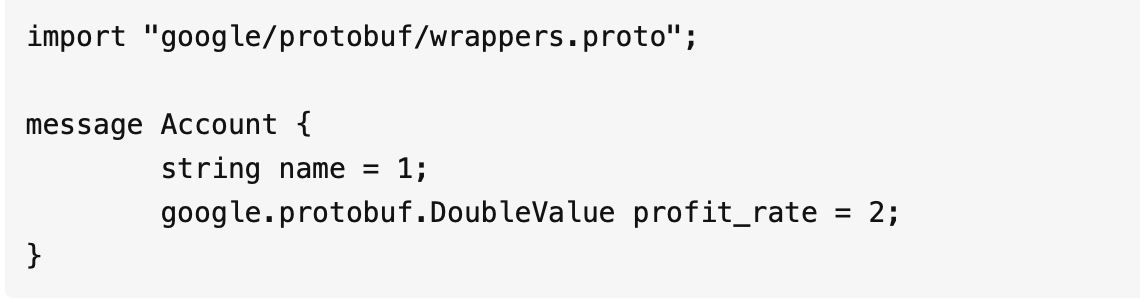 import "google/protobuf/wrappers.proto";
message Account {
string name = 1;
google.protobuf.DoubleValue profit_rate = 2;
}